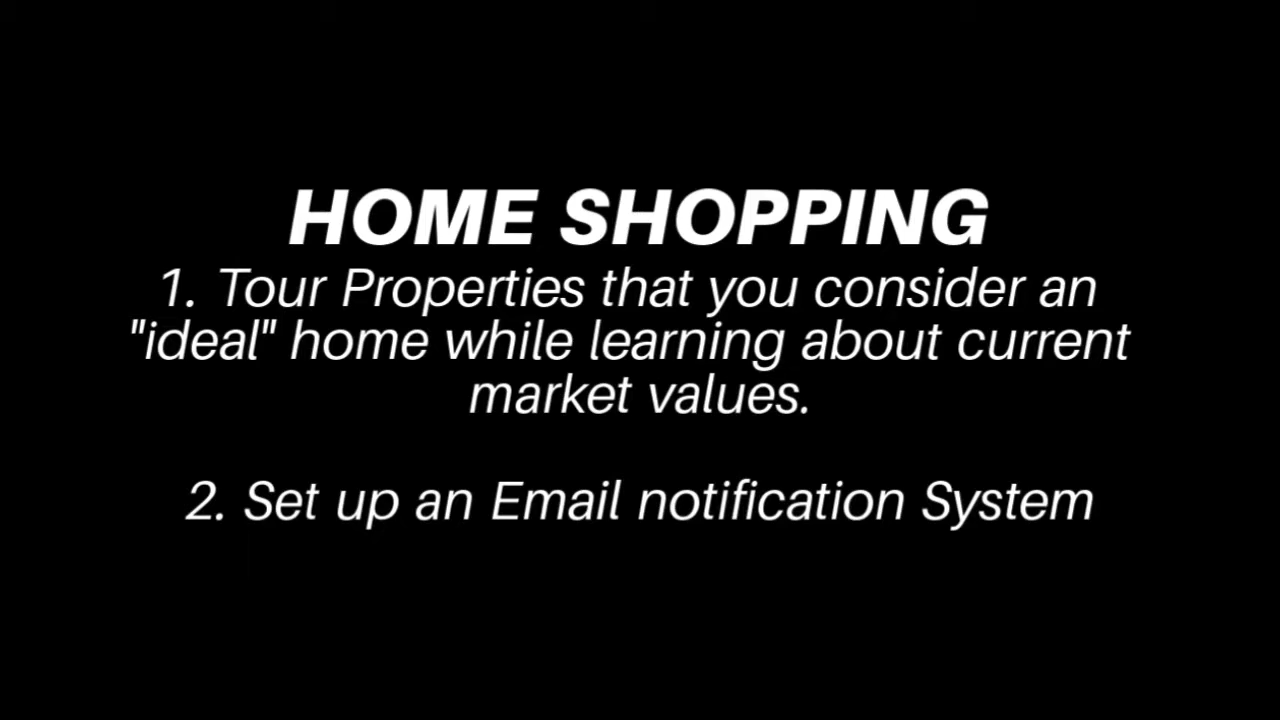 HOME SHOPPING
1. Tour Properties that you consider an
"ideal" home while learning about current
market values.
2. Set up an Email notification System